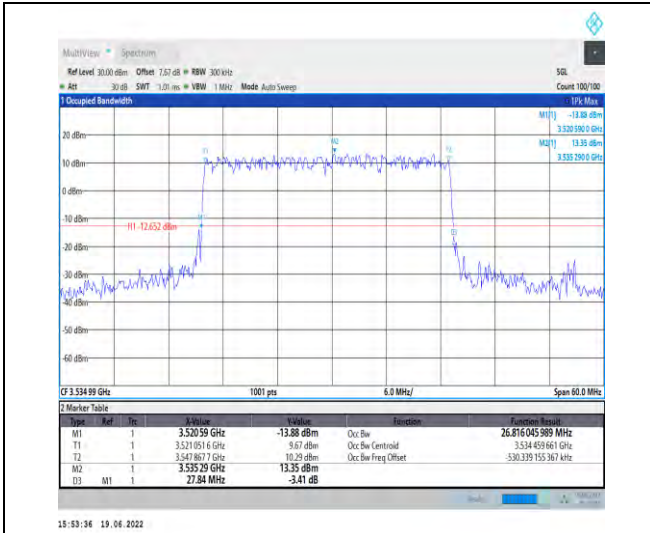 MultiView Spectrum
Ref Level 30.00 dBm Offset 7.67 dB RBW 300 kHz SGL
Att 30 dB SWT 1.01 ms VBW 1 MHz Mode Auto Sweep Count 100/100
1 Occupied Bandwidth 1Pk Max
M1[1] -13.88 dBm
3.520 590 0 GHz
M2[1] 13.35 dBm
3.535 290 0 GHz
20 dBm
M2
T1 T2
10 dBm
0 dBm
-10 dBm
M1
H1 -12.652 dBm
D3
-20 dBm
-30 dBm
-40 dBm
-50 dBm
-60 dBm
CF 3.534 99 GHz 1001 pts 6.0 MHz/ Span 60.0 MHz
2 Marker Table
Type Ref Trc X-Value Y-Value Function Function Result
M1 1 3.520 59 GHz -13.88 dBm Occ Bw 26.816 045 989 MHz
T1 1 3.521 051 6 GHz 9.67 dBm Occ Bw Centroid 3.534 459 661 GHz
T2 1 3.547 867 7 GHz 10.29 dBm Occ Bw Freq Offset -530.339 155 367 kHz
M2 1 3.535 29 GHz 13.35 dBm
D3 M1 1 27.84 MHz -3.41 dB
15:53:36 19.06.2022